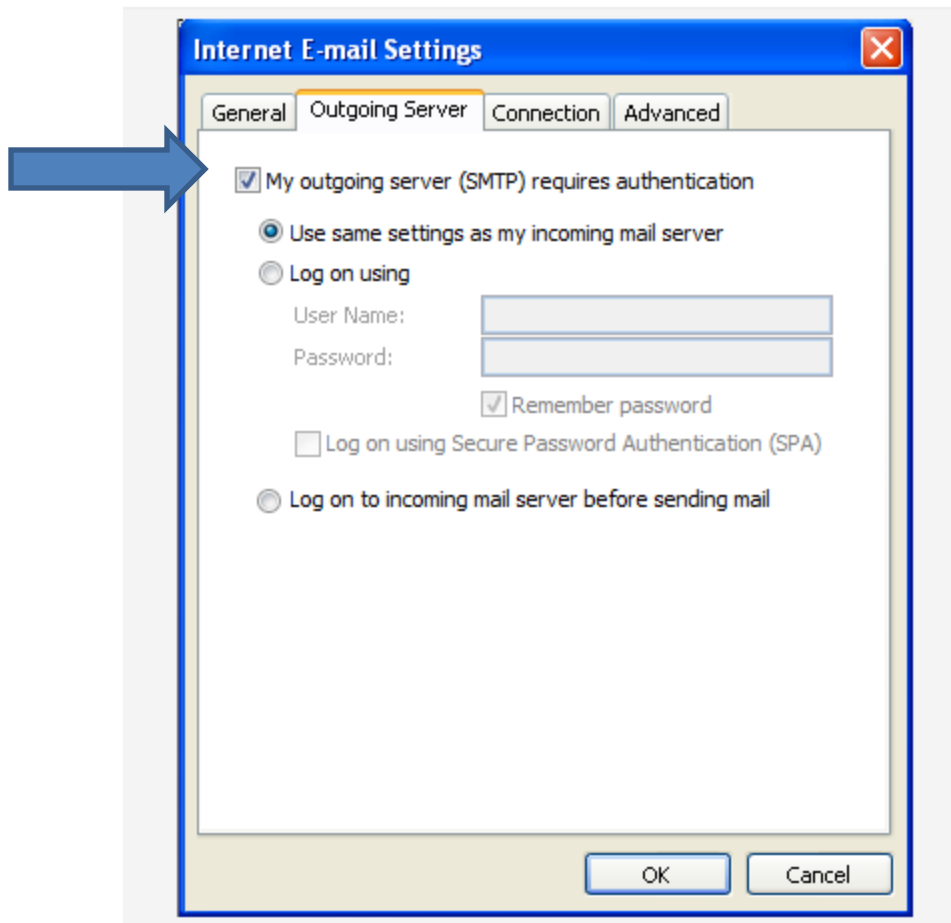 Internet E-mail Settings
General Outgoing Server Connection Advanced
My outgoing server (SMTP) requires authentication
Use same settings as my incoming mail server
Log on using
User Name:
Password:
Remember password
Log on using Secure Password Authentication (SPA)
Log on to incoming mail server before sending mail
OK Cancel